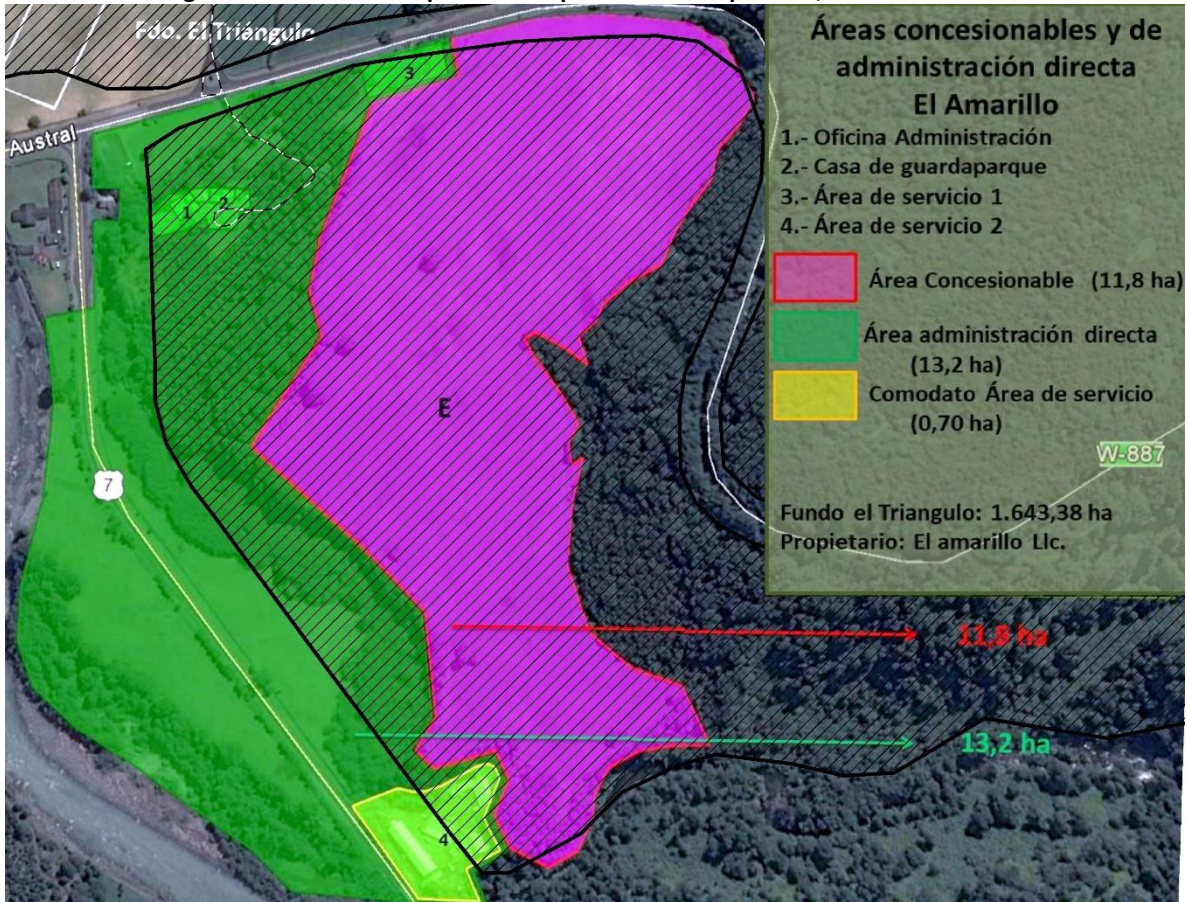 Fdo. El Triángulo
Austral
3
1
2
7
E
4
Áreas concesionables y de
administración directa
El Amarillo
1.- Oficina Administración
2.- Casa de guardaparque
3.- Área de servicio 1
4.- Área de servicio 2
Área Concesionable (11,8 ha)
Área administración directa
(13,2 ha)
Comodato Área de servicio
(0,70 ha)
W-887
Fundo el Triangulo: 1.643,38 ha
Propietario: El amarillo Llc.
11,8 ha
13,2 ha